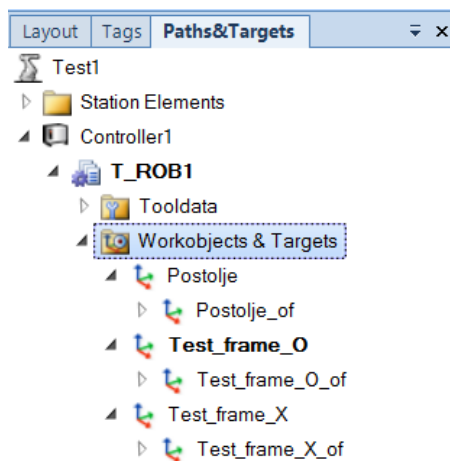 Layout Tags Paths&Targets
Test1
Station Elements
Controller1
T_ROB1
Tooldata
Workobjects & Targets
Postolje
Postolje_of
Test_frame_O
Test_frame_O_of
Test_frame_X
Test_frame_X_of